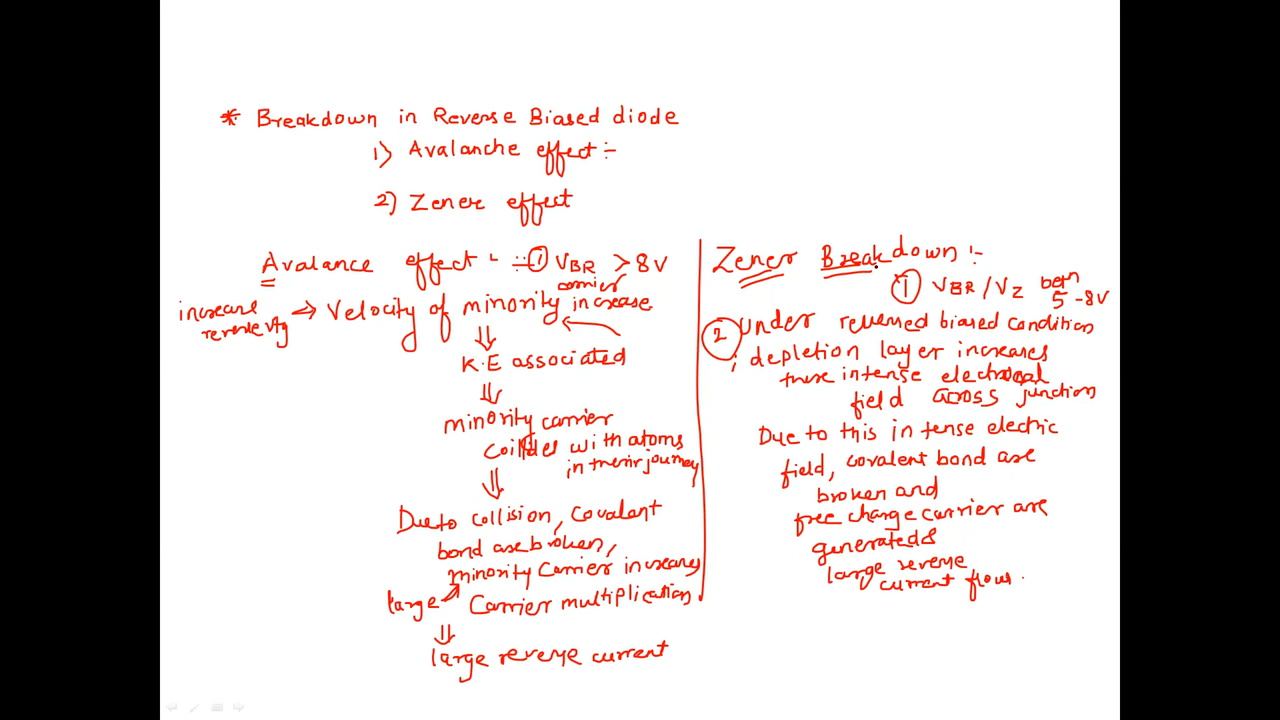 * Breakdown in Reverse Biased diode
1) Avalanche effect :-
2) Zener effect
Avalance effect :- ① VBR > 8V
increase reverse vtg → Velocity of minority carrier increase
⇓
K.E associated
⇓
minority carrier
collides with atoms
in their journey
⇓
Due to collision, covalent
bond are broken,
minority carrier increases
large Carrier multiplication
⇓
large reverse current
Zener Breakdown :-
① VBR / VZ betn
5 -8V
② under reversed biased condition
; depletion layer increases
these intense electrical
field across junction
Due to this intense electric
field, covalent bond are
broken and
free charge carrier are
generated &
large reverse
current flows.